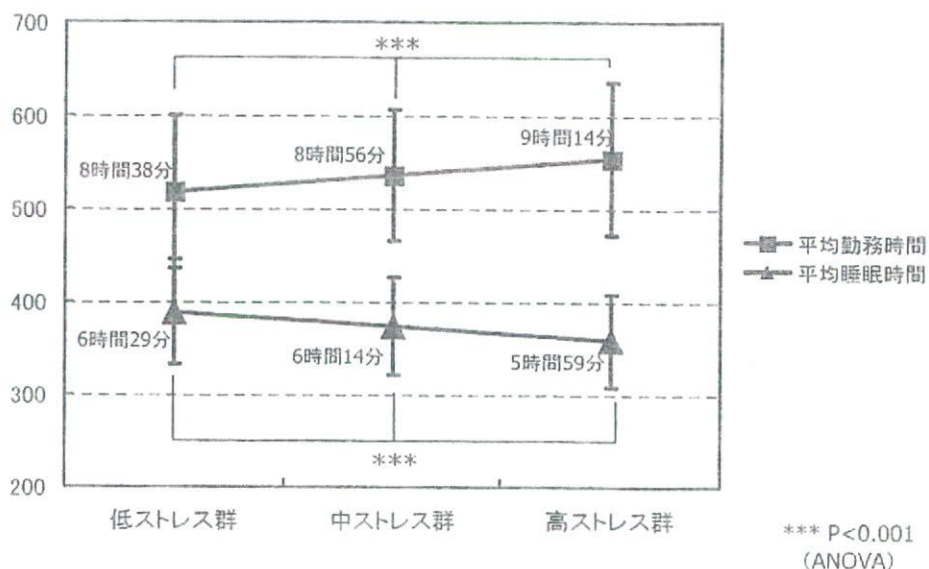 700
600
500
400
300
200
***
8時間38分
8時間56分
9時間14分
6時間29分
6時間14分
5時間59分
***
低ストレス群
中ストレス群
高ストレス群
平均勤務時間
平均睡眠時間
*** P<0.001
(ANOVA)